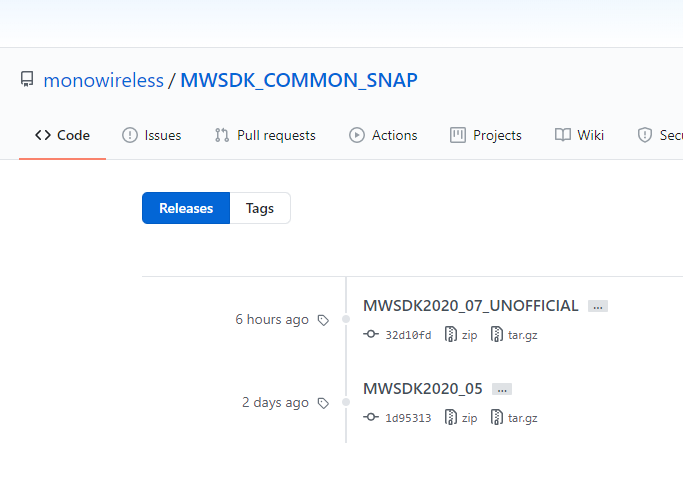 monowireless / MWSDK_COMMON_SNAP
Code Issues Pull requests Actions Projects Wiki Secu
Releases Tags
MWSDK2020_07_UNOFFICIAL ...
6 hours ago
32d10fd zip tar.gz
MWSDK2020_05 ...
2 days ago
1d95313 zip tar.gz